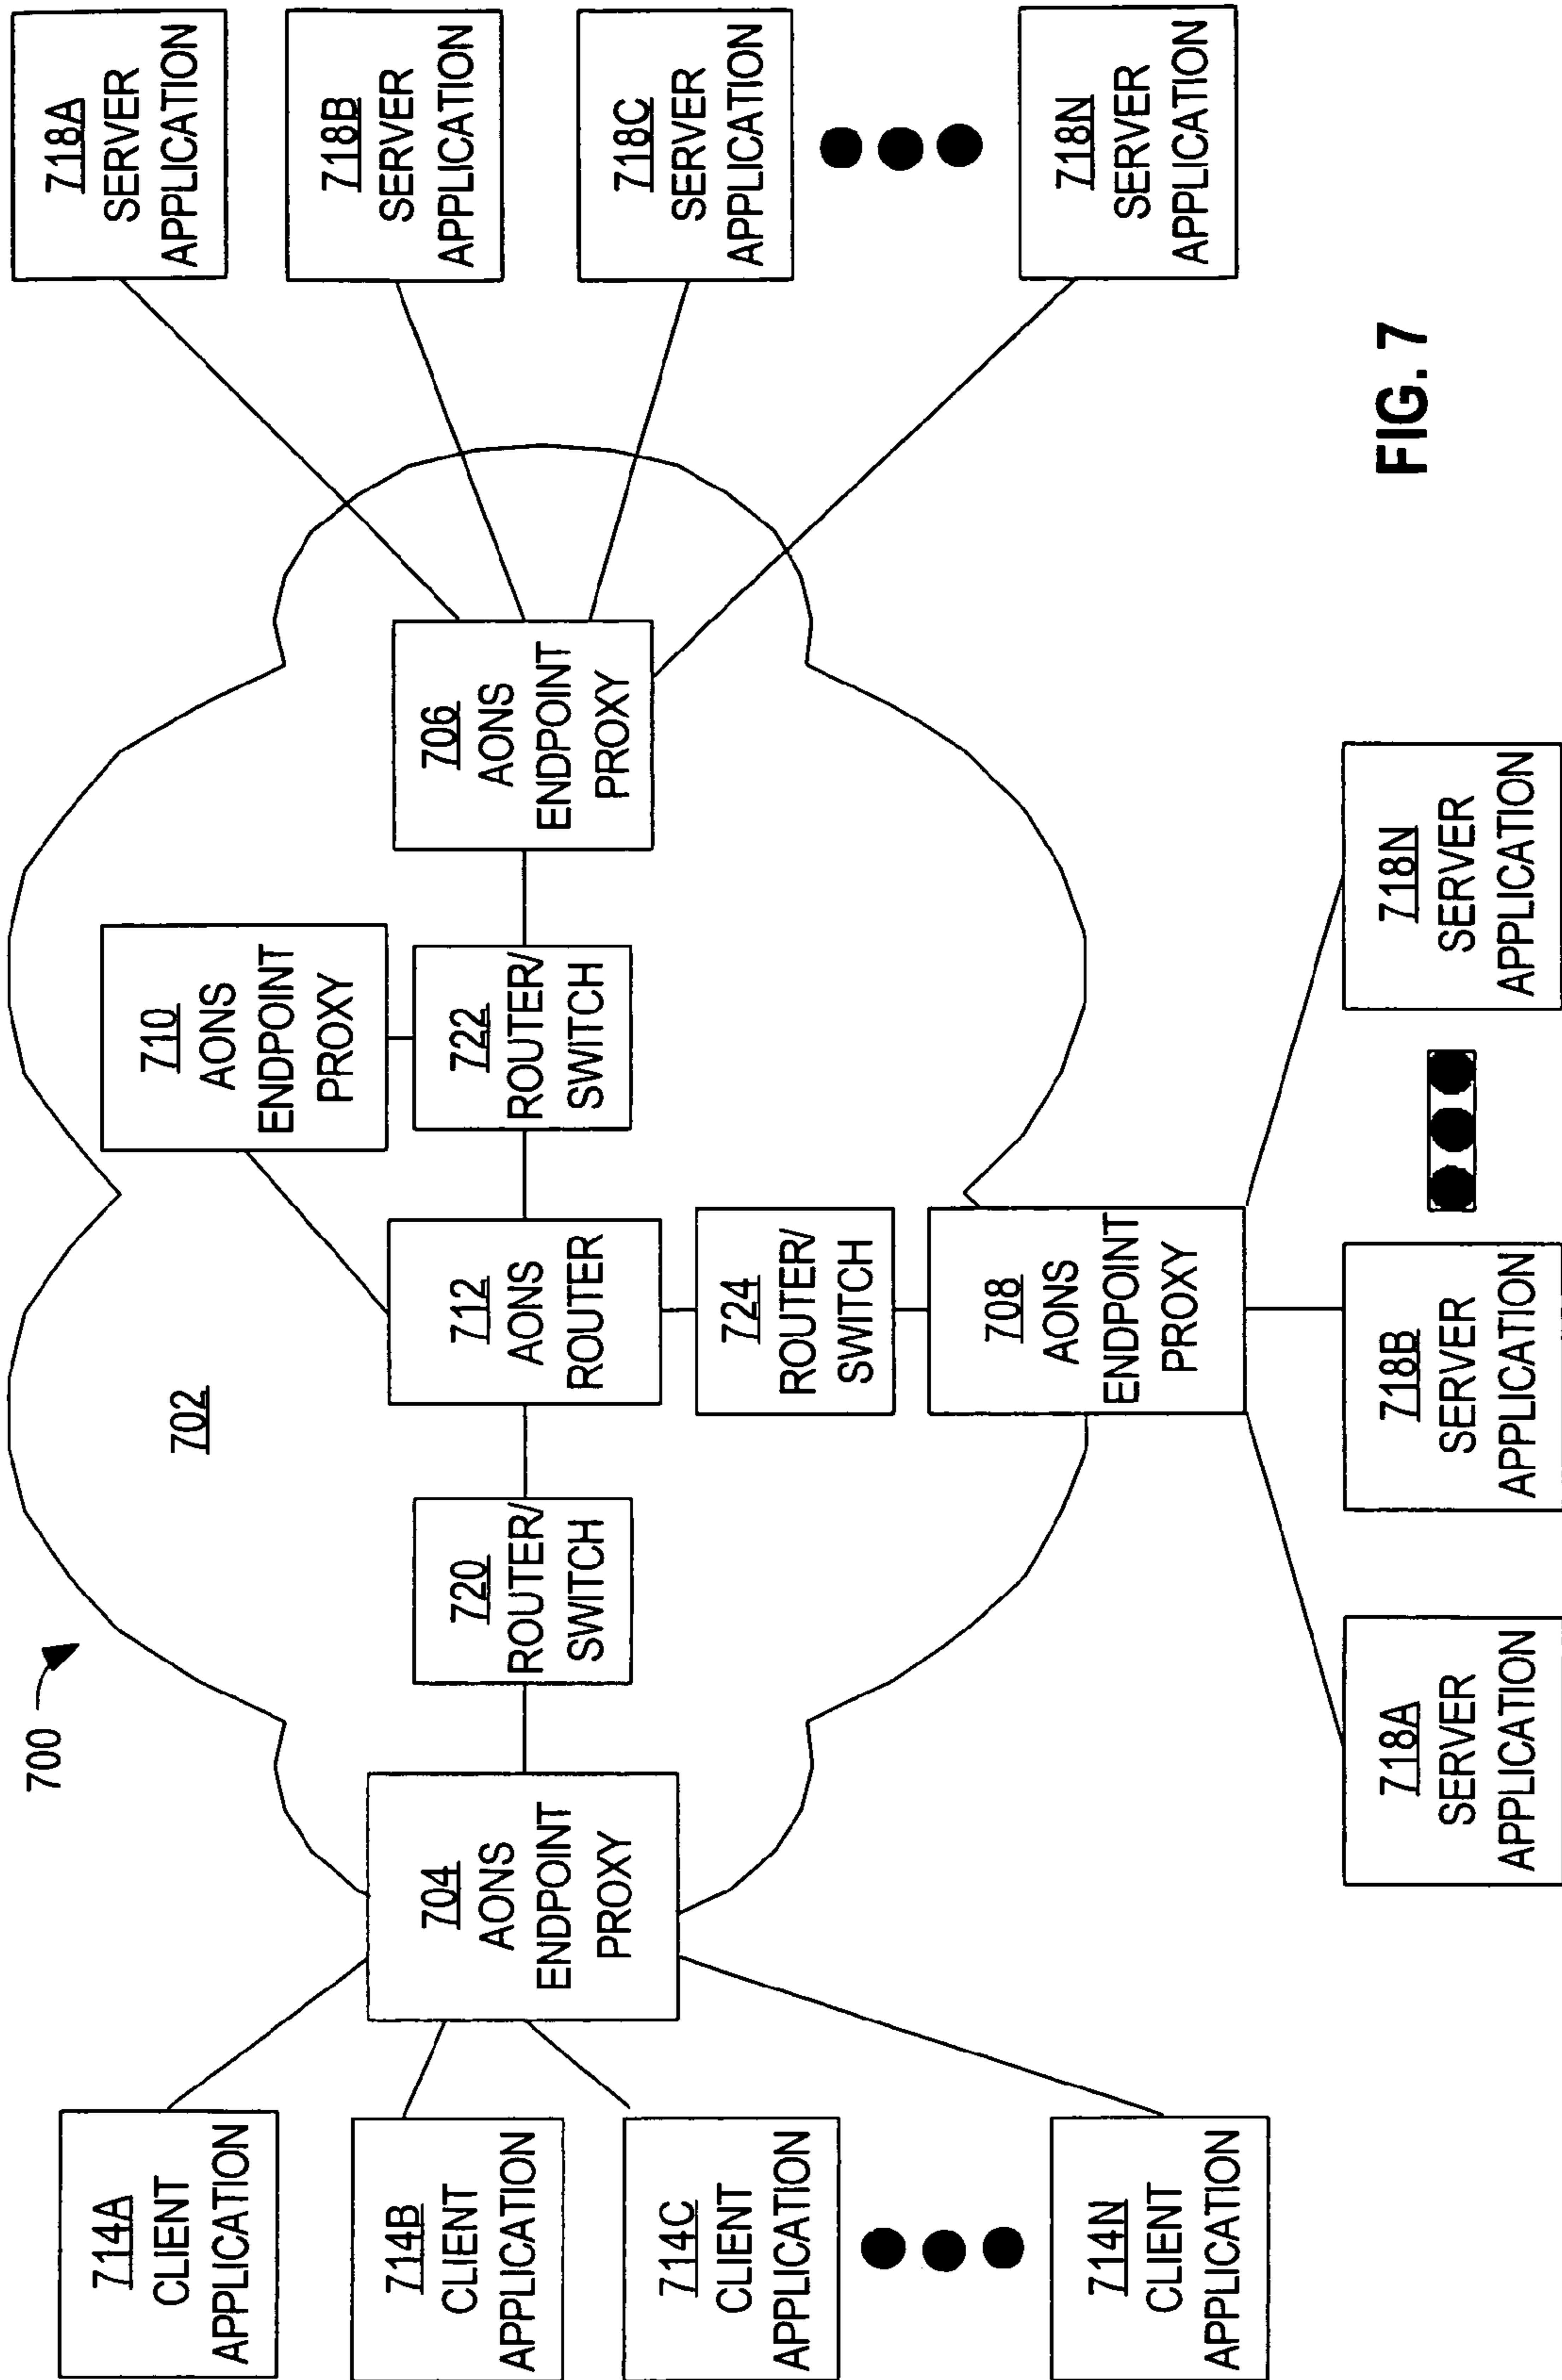 700
702
714A
CLIENT
APPLICATION
714B
CLIENT
APPLICATION
714C
CLIENT
APPLICATION
714N
CLIENT
APPLICATION
704
AONS
ENDPOINT
PROXY
720
ROUTER/
SWITCH
712
AONS
ROUTER
710
AONS
ENDPOINT
PROXY
722
ROUTER/
SWITCH
706
AONS
ENDPOINT
PROXY
724
ROUTER/
SWITCH
708
AONS
ENDPOINT
PROXY
718A
SERVER
APPLICATION
718B
SERVER
APPLICATION
718C
SERVER
APPLICATION
718N
SERVER
APPLICATION
718A
SERVER
APPLICATION
718B
SERVER
APPLICATION
718N
SERVER
APPLICATION
FIG. 7